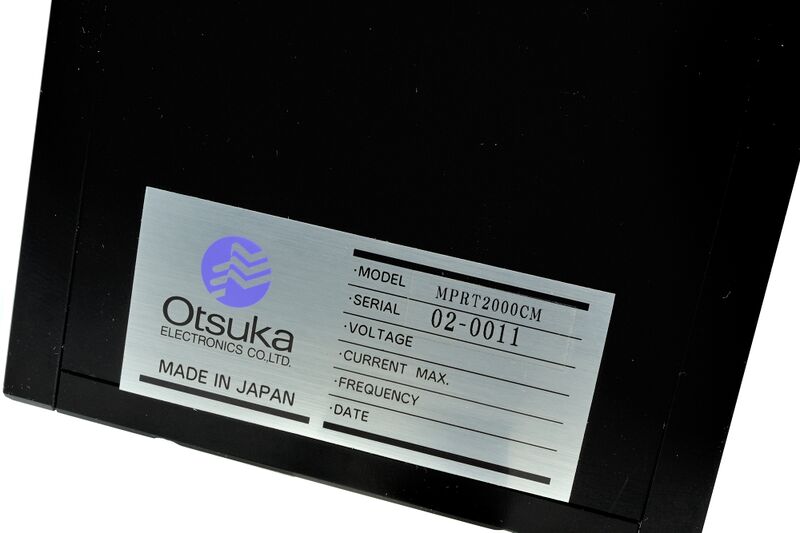 Otsuka
ELECTRONICS CO.,LTD.
MADE IN JAPAN
·MODEL MPRT2000CM
·SERIAL 02-0011
·VOLTAGE
·CURRENT MAX.
·FREQUENCY
·DATE